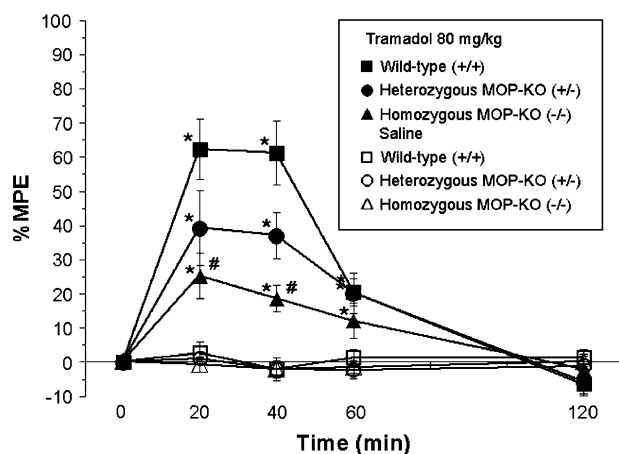 100
90
80
70
60
50
40
30
20
10
0
-10
% MPE
Tramadol 80 mg/kg
Wild-type (+/+)
Heterozygous MOP-KO (+/-)
Homozygous MOP-KO (-/-)
Saline
Wild-type (+/+)
Heterozygous MOP-KO (+/-)
Homozygous MOP-KO (-/-)
* *
* *
* # * #
* * *
0 20 40 60 120
Time (min)